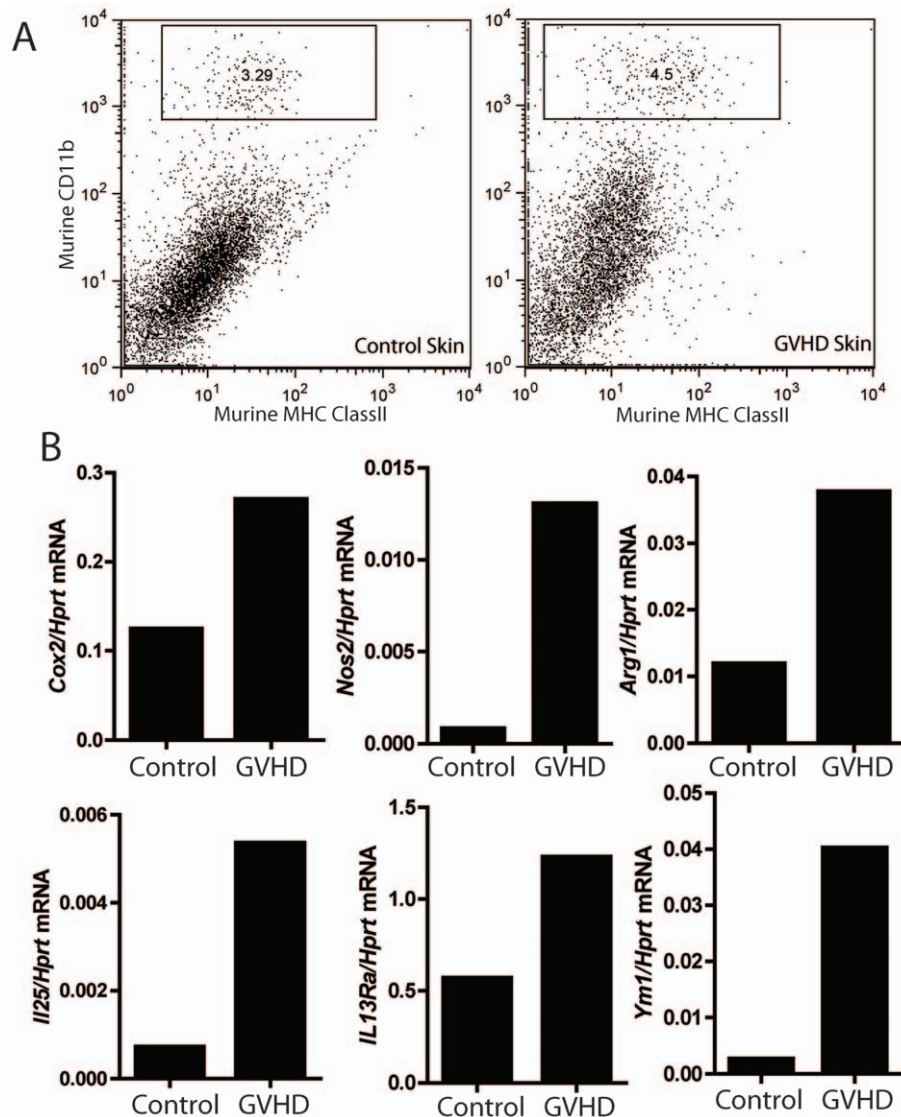 A
Murine CD11b
10^4
10^3
10^2
10^1
10^0
3.29
Control Skin
10^0 10^1 10^2 10^3 10^4
Murine MHC ClassII
10^4
10^3
10^2
10^1
10^0
4.5
GVHD Skin
10^0 10^1 10^2 10^3 10^4
Murine MHC ClassII
B
Cox2/Hprt mRNA
0.3
0.2
0.1
0.0
Control GVHD
Nos2/Hprt mRNA
0.015
0.010
0.005
0.000
Control GVHD
Arg1/Hprt mRNA
0.04
0.03
0.02
0.01
0.00
Control GVHD
Il25/Hprt mRNA
0.006
0.004
0.002
0.000
Control GVHD
IL13Ra/Hprt mRNA
1.5
1.0
0.5
0.0
Control GVHD
Ym1/Hprt mRNA
0.05
0.04
0.03
0.02
0.01
0.00
Control GVHD